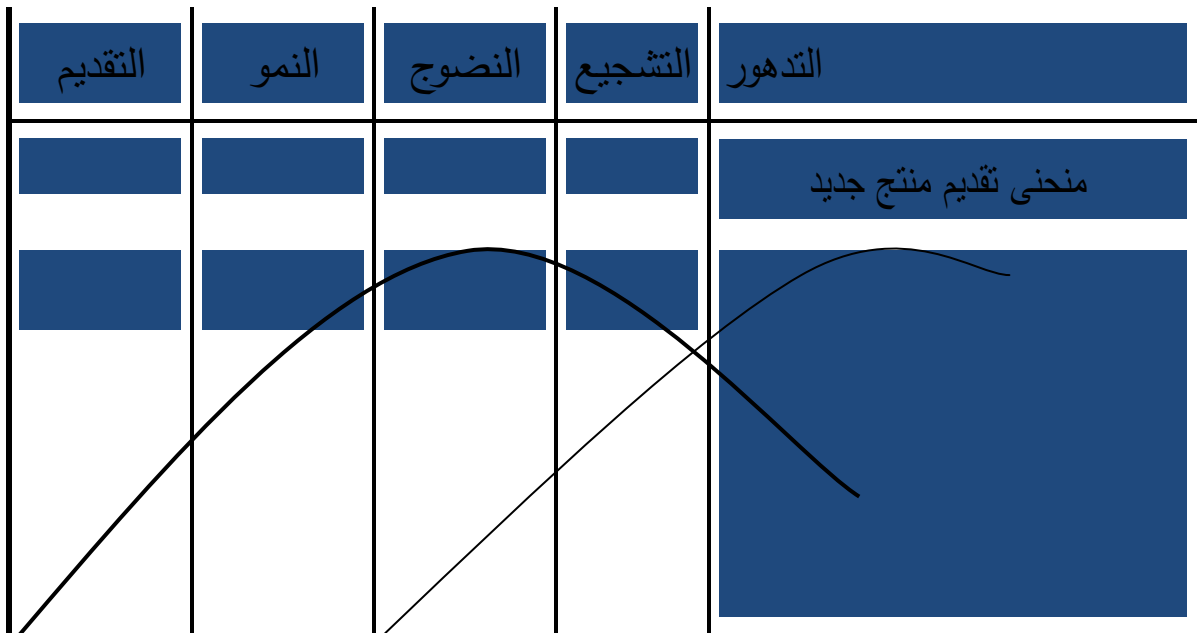 التقديم
النمو
النضوج
التشجيع
التدهور
منحنى تقديم منتج جديد